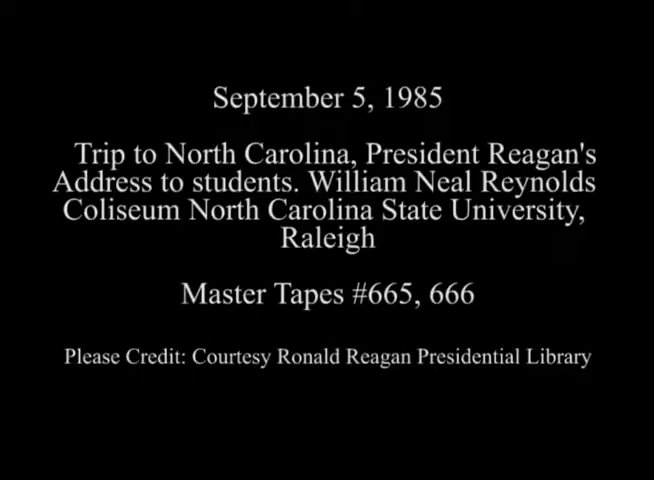 September 5, 1985
Trip to North Carolina, President Reagan's
Address to students. William Neal Reynolds
Coliseum North Carolina State University,
Raleigh
Master Tapes #665, 666
Please Credit: Courtesy Ronald Reagan Presidential Library